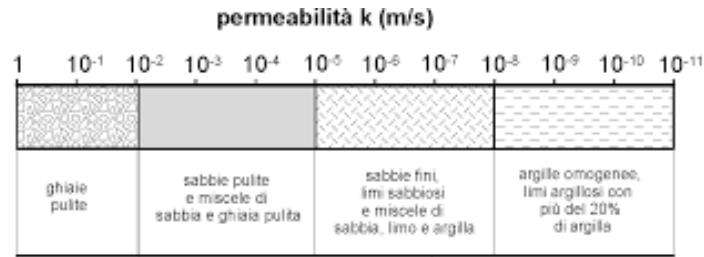 permeabilità k (m/s)
1 10⁻¹ 10⁻² 10⁻³ 10⁻⁴ 10⁻⁵ 10⁻⁶ 10⁻⁷ 10⁻⁸ 10⁻⁹ 10⁻¹⁰ 10⁻¹¹
ghiaie
pulite
sabbie pulite
e miscele di
sabbia e ghiaia pulita
sabbie fini,
limi sabbiosi
e miscele di
sabbia, limo e argilla
argille omogenee,
limi argillosi con
più del 20%
di argilla